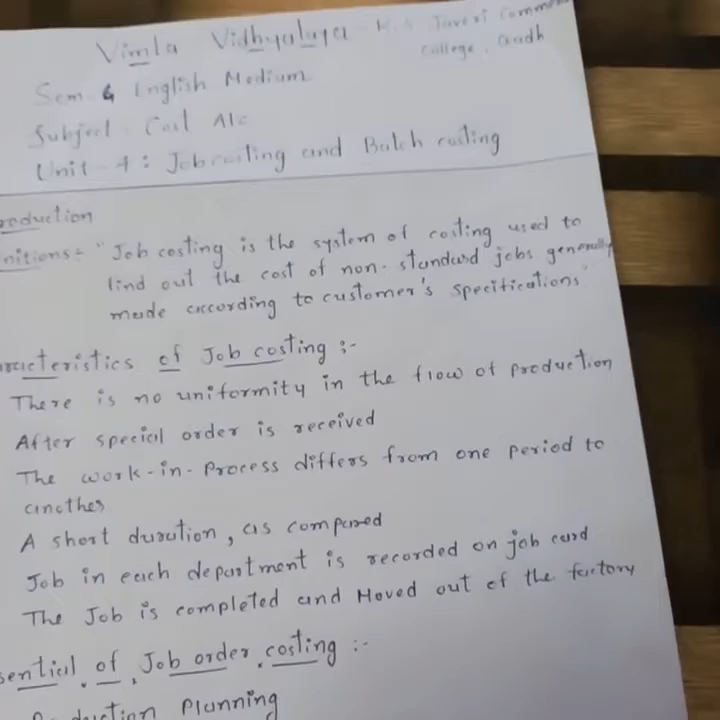 Vimla Vidhyalaya - K.S. Javeri Comm
College, Gadh
Sem 4 English Medium
Subject : Cost A/c
Unit - 4 : Job costing and Batch costing
roduction
nitions:- "Job costing is the system of costing used to
find out the cost of non-standard jobs generally
made according to customer's specifications"
racteristics of Job costing :-
There is no uniformity in the flow of production
After special order is received
The work-in-Process differs from one period to
another
A short duration, as compared
Job in each department is recorded on job card
The Job is completed and Moved out of the factory
sential of Job order costing :-
duction Planning